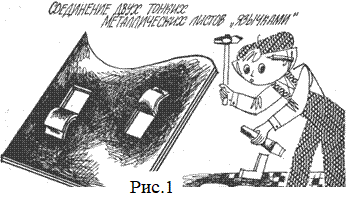 СОЕДИНЕНИЕ ДВУХ ТОНКИХ
МЕТАЛЛИЧЕСКИХ ЛИСТОВ „ЯЗЫЧКАМИ“
Рис.1